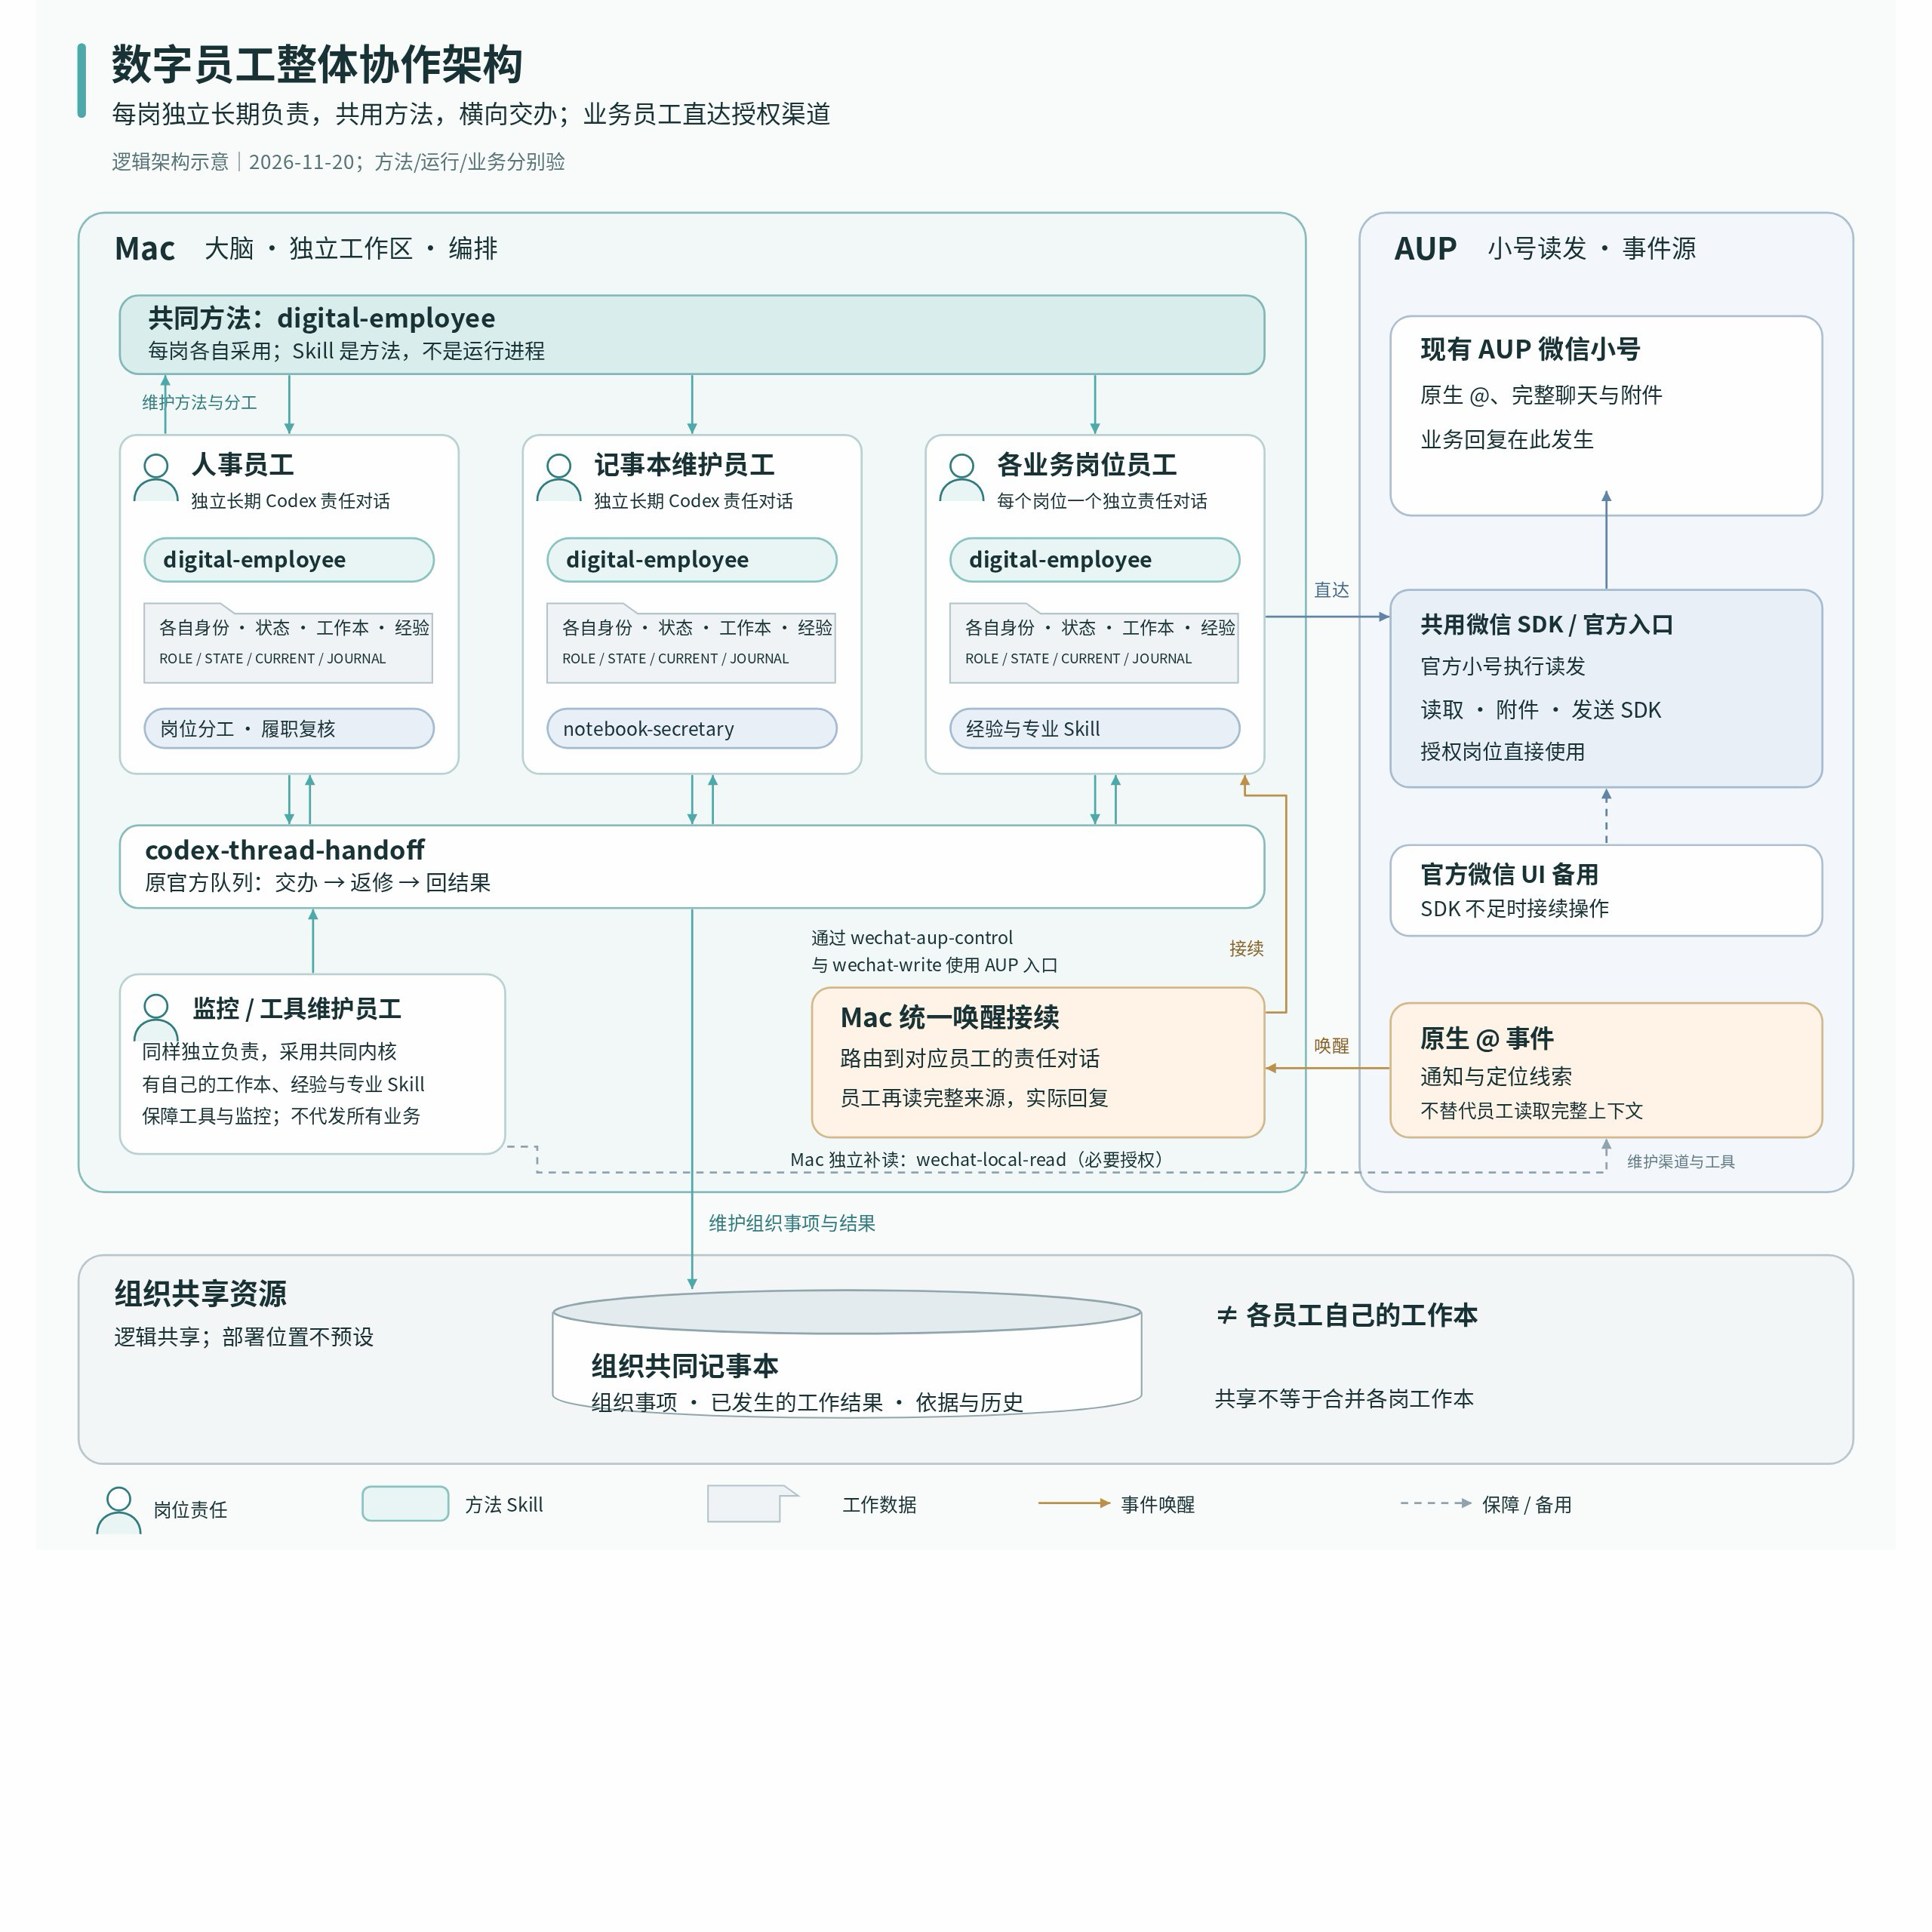 数字员工整体协作架构
每岗独立长期负责，共用方法，横向交办；业务员工直达授权渠道
逻辑架构示意｜2026-11-20；方法/运行/业务分别验
Mac 大脑 · 独立工作区 · 编排
共同方法：digital-employee
每岗各自采用；Skill 是方法，不是运行进程
维护方法与分工
人事员工
独立长期 Codex 责任对话
digital-employee
各自身份 · 状态 · 工作本 · 经验
ROLE / STATE / CURRENT / JOURNAL
岗位分工 · 履职复核
记事本维护员工
独立长期 Codex 责任对话
digital-employee
各自身份 · 状态 · 工作本 · 经验
ROLE / STATE / CURRENT / JOURNAL
notebook-secretary
各业务岗位员工
每个岗位一个独立责任对话
digital-employee
各自身份 · 状态 · 工作本 · 经验
ROLE / STATE / CURRENT / JOURNAL
经验与专业 Skill
codex-thread-handoff
原官方队列：交办 → 返修 → 回结果
通过 wechat-aup-control
与 wechat-write 使用 AUP 入口
接续
监控 / 工具维护员工
同样独立负责，采用共同内核
有自己的工作本、经验与专业 Skill
保障工具与监控；不代发所有业务
Mac 统一唤醒接续
路由到对应员工的责任对话
员工再读完整来源，实际回复
Mac 独立补读：wechat-local-read（必要授权）
直达
唤醒
AUP 小号读发 · 事件源
现有 AUP 微信小号
原生 @、完整聊天与附件
业务回复在此发生
共用微信 SDK / 官方入口
官方小号执行读发
读取 · 附件 · 发送 SDK
授权岗位直接使用
官方微信 UI 备用
SDK 不足时接续操作
原生 @ 事件
通知与定位线索
不替代员工读取完整上下文
维护渠道与工具
维护组织事项与结果
组织共享资源
逻辑共享；部署位置不预设
组织共同记事本
组织事项 · 已发生的工作结果 · 依据与历史
≠ 各员工自己的工作本
共享不等于合并各岗工作本
岗位责任
方法 Skill
工作数据
事件唤醒
保障 / 备用